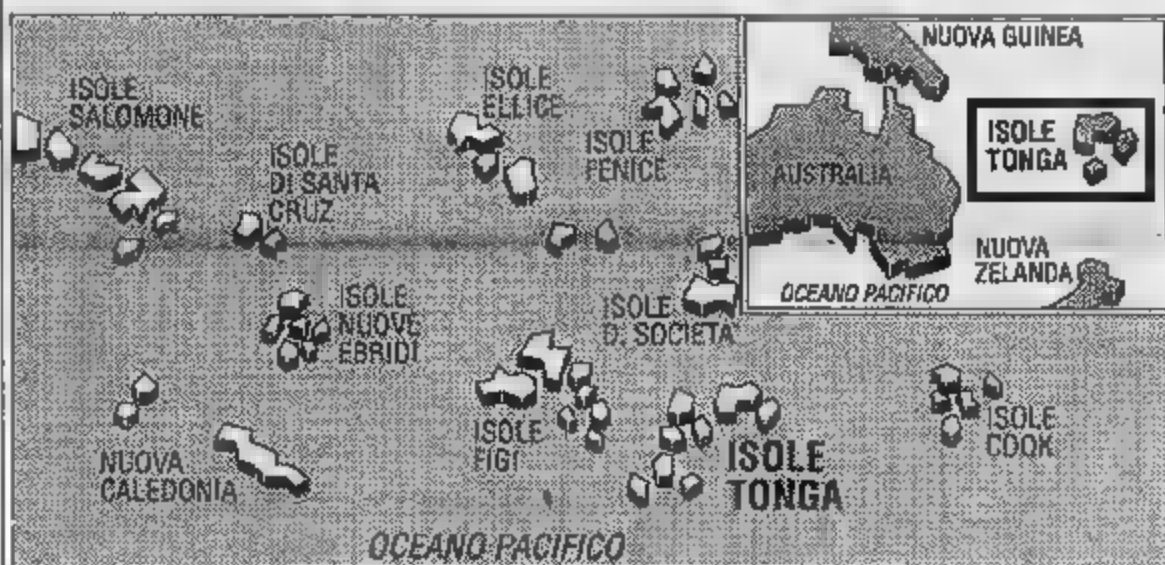 ISOLE
SALOMONE
ISOLE
DI SANTA
CRUZ
ISOLE
ELLICE
ISOLE
FENICE
ISOLE
NUOVE
EBRIDI
ISOLE
D. SOCIETA'
NUOVA
CALEDONIA
ISOLE
FIGI
ISOLE
TONGA
ISOLE
COOK
OCEANO PACIFICO
NUOVA GUINEA
AUSTRALIA
ISOLE
TONGA
NUOVA
ZELANDA
OCEANO PACIFICO